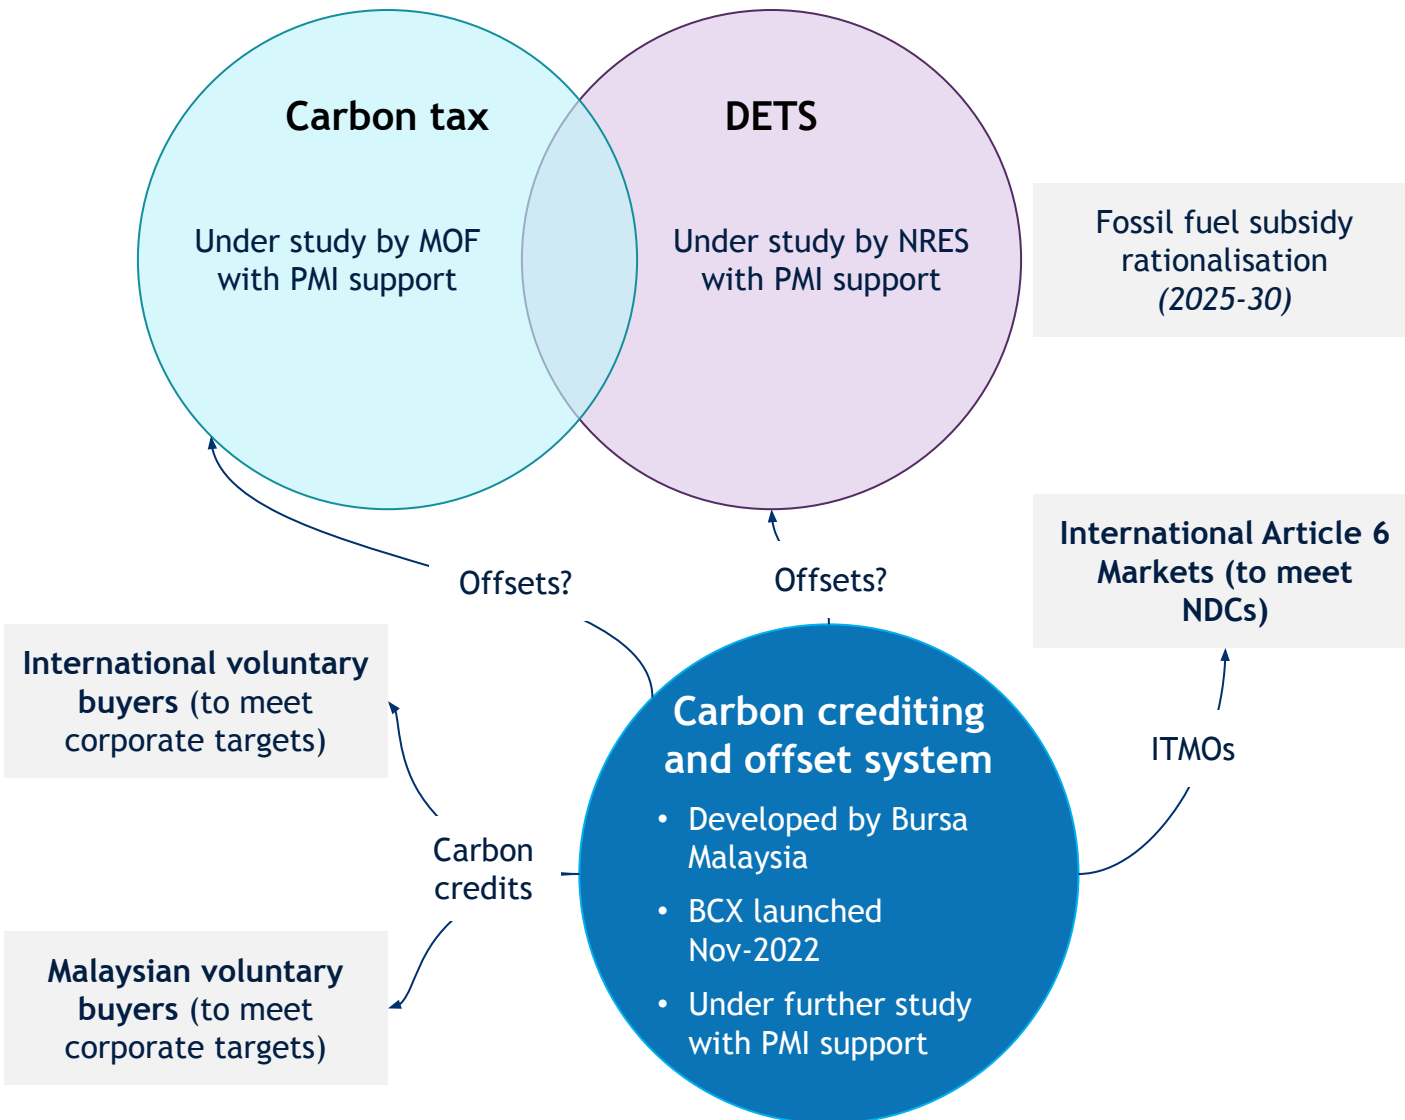 Carbon tax
Under study by MOF
with PMI support
DETS
Under study by NRES
with PMI support
Fossil fuel subsidy
rationalisation
(2025-30)
Offsets?
Offsets?
International Article 6
Markets (to meet
NDCs)
International voluntary
buyers (to meet
corporate targets)
Carbon crediting
and offset system
• Developed by Bursa
Malaysia
• BCX launched
Nov-2022
• Under further study
with PMI support
ITMOs
Carbon
credits
Malaysian voluntary
buyers (to meet
corporate targets)